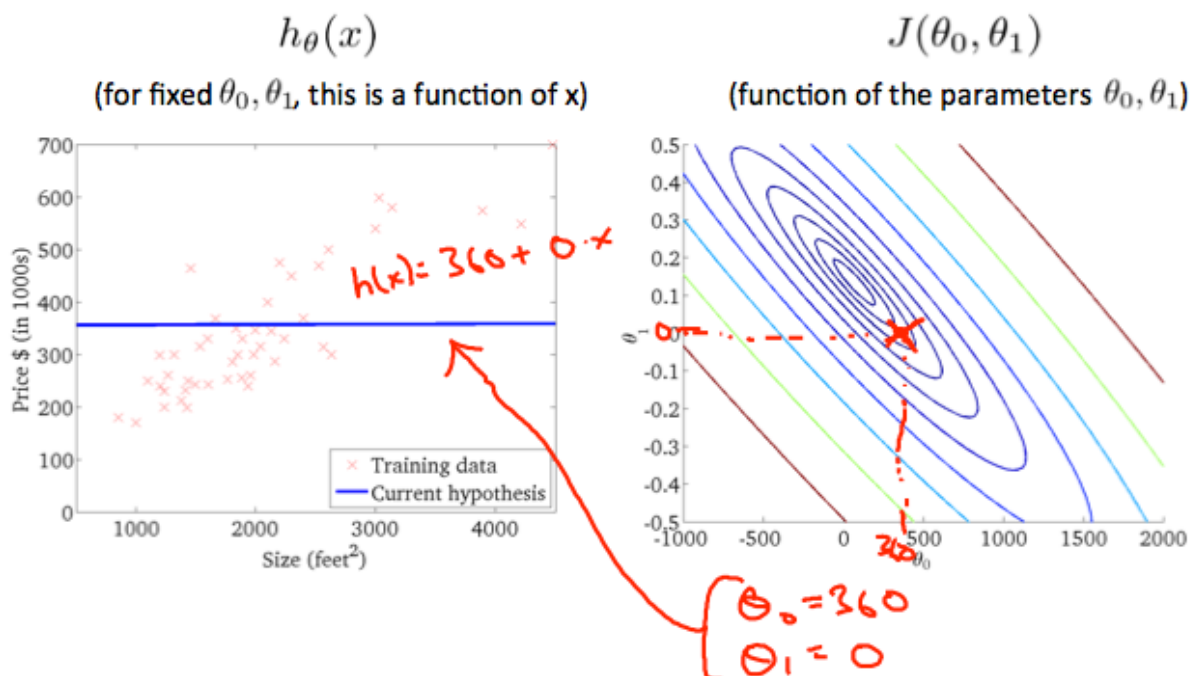 hθ(x)
(for fixed θ0, θ1, this is a function of x)
700
600
500
400
300
200
100
0
Price $ (in 1000s)
1000
2000
3000
4000
Size (feet²)
h(x) = 360 + 0·x
Training data
Current hypothesis
J(θ0, θ1)
(function of the parameters θ0, θ1)
0.5
0.4
0.3
0.2
0.1
0
-0.1
-0.2
-0.3
-0.4
-0.5
θ1
0
-1000
-500
0
500
1000
1500
2000
360
θ0
θ0 = 360
θ1 = 0